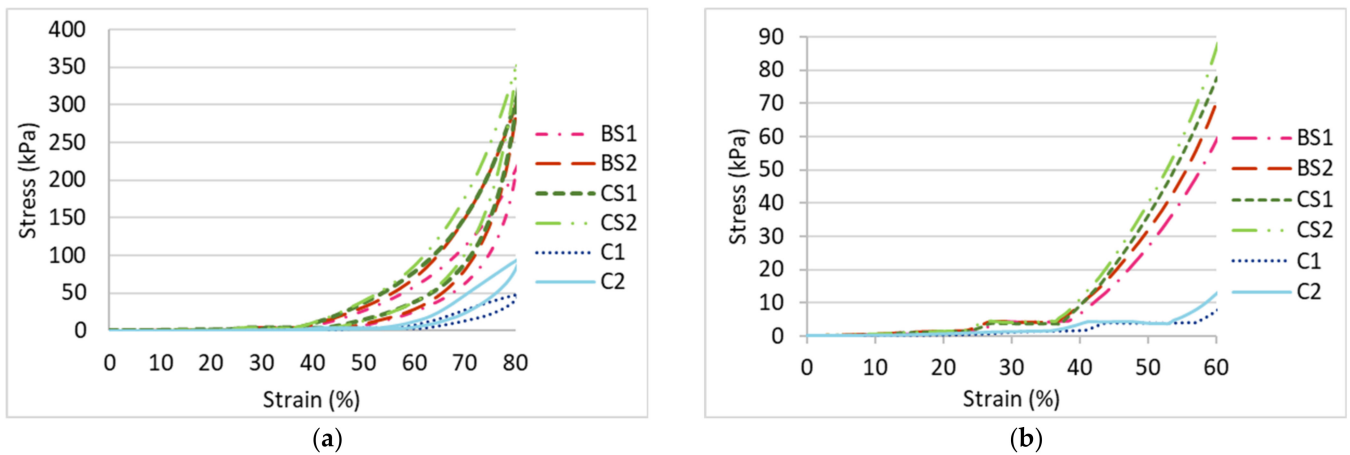 400
350
300
250
200
150
100
50
0
Stress (kPa)
0 10 20 30 40 50 60 70 80
Strain (%)
BS1
BS2
CS1
CS2
C1
C2
(a)
90
80
70
60
50
40
30
20
10
0
Stress (kPa)
0 10 20 30 40 50 60
Strain (%)
BS1
BS2
CS1
CS2
C1
C2
(b)